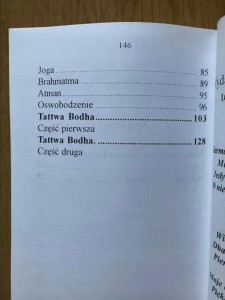 146
Joga ........................................ 85
Brahmatma ........................... 89
Atman .................................... 95
Oswobodzenie ...................... 96
Tattwa Bodha ...................... 103
Część pierwsza
Tattwa Bodha. ..................... 128
Część druga